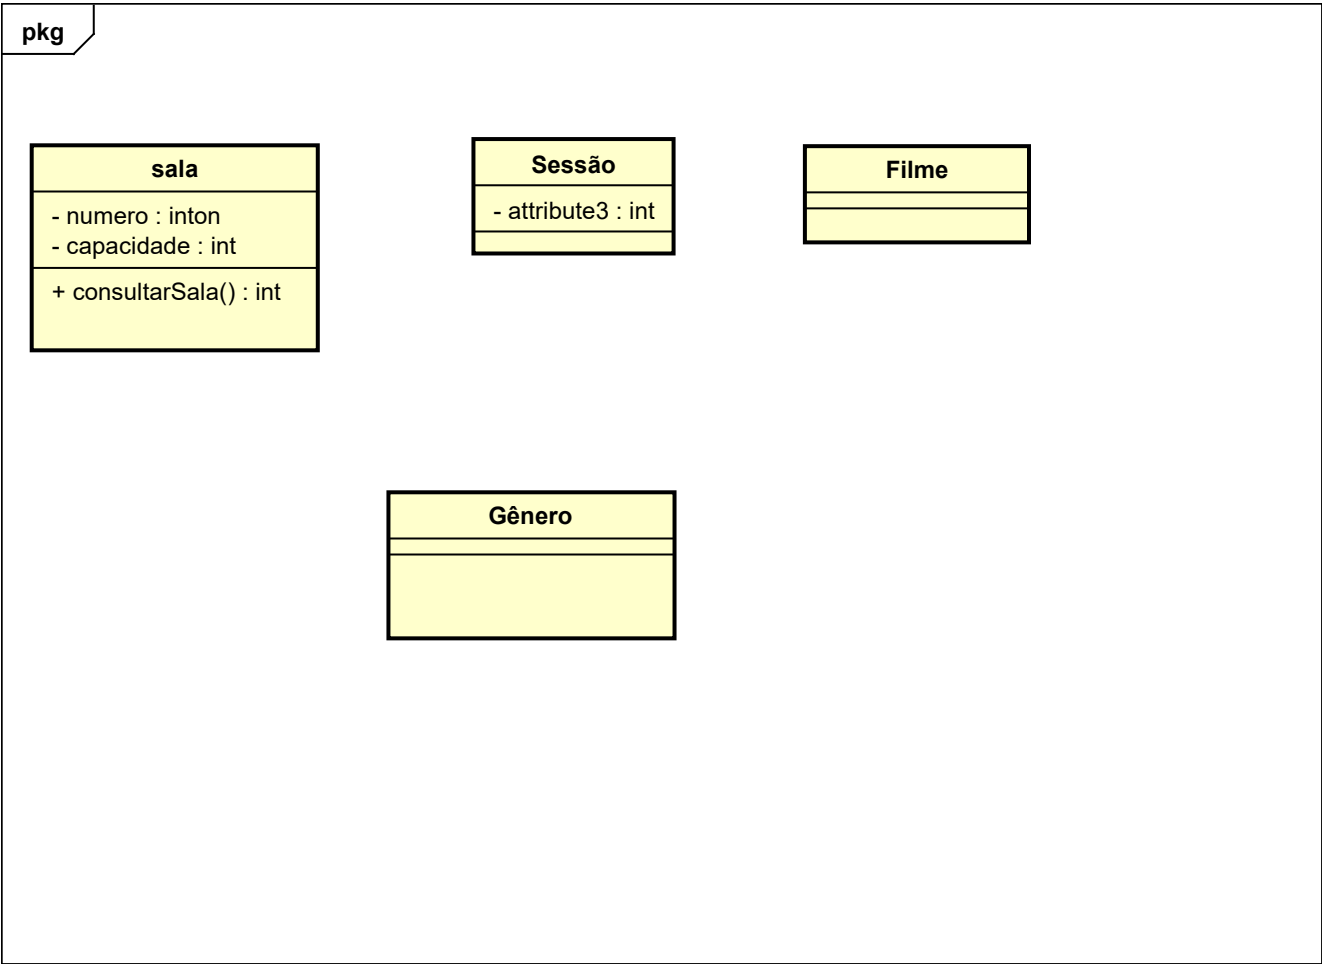 pkg
sala
- numero : inton
- capacidade : int
+ consultarSala() : int
Sessão
- attribute3 : int
Filme
Gênero